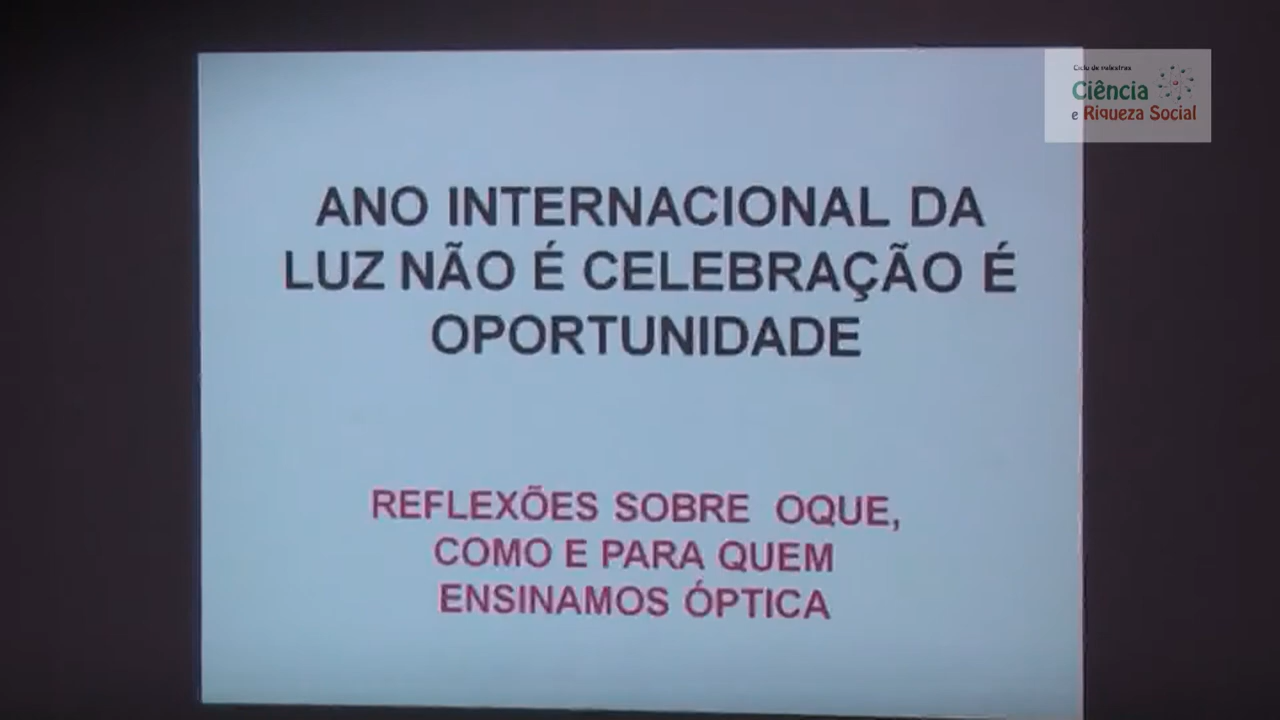 Ciclo de palestras
Ciência
e Riqueza Social
ANO INTERNACIONAL DA
LUZ NÃO É CELEBRAÇÃO É
OPORTUNIDADE
REFLEXÕES SOBRE OQUE,
COMO E PARA QUEM
ENSINAMOS ÓPTICA